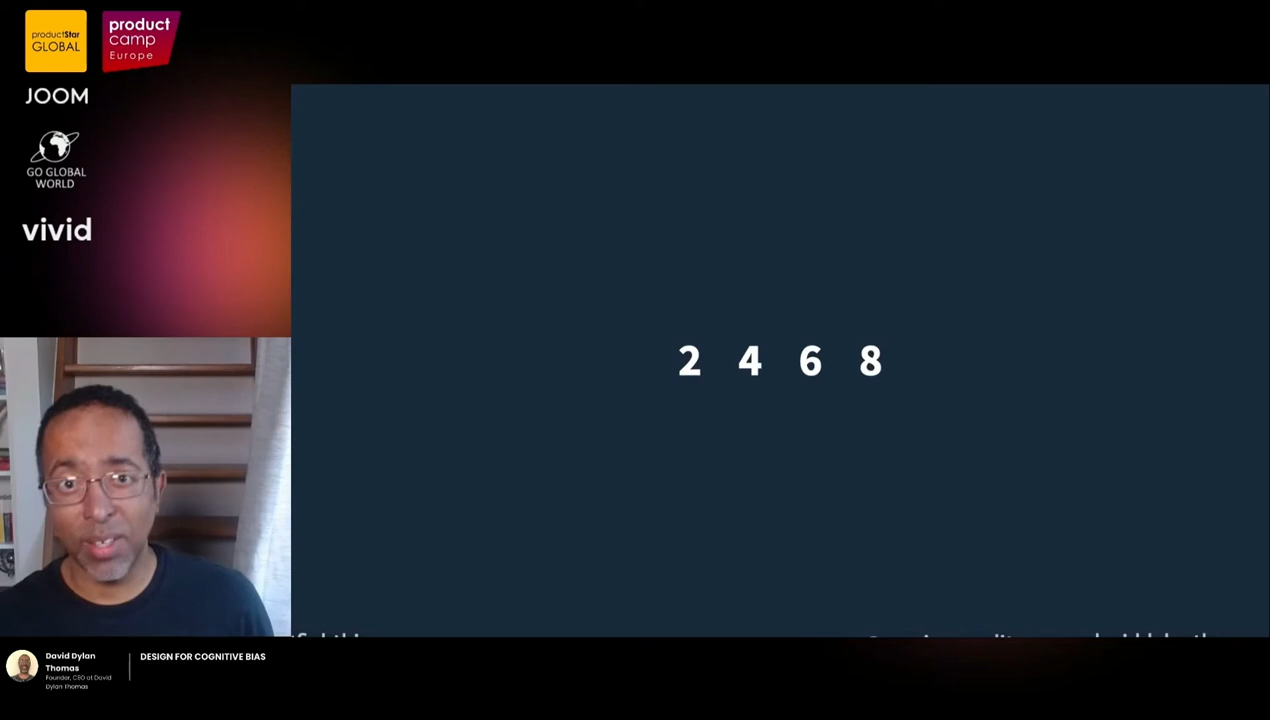 productStar
GLOBAL
product
camp
Europe
JOOM
GO GLOBAL
WORLD
vivid
2 4 6 8
David Dylan
Thomas
Founder, CEO at David
Dylan Thomas
DESIGN FOR COGNITIVE BIAS